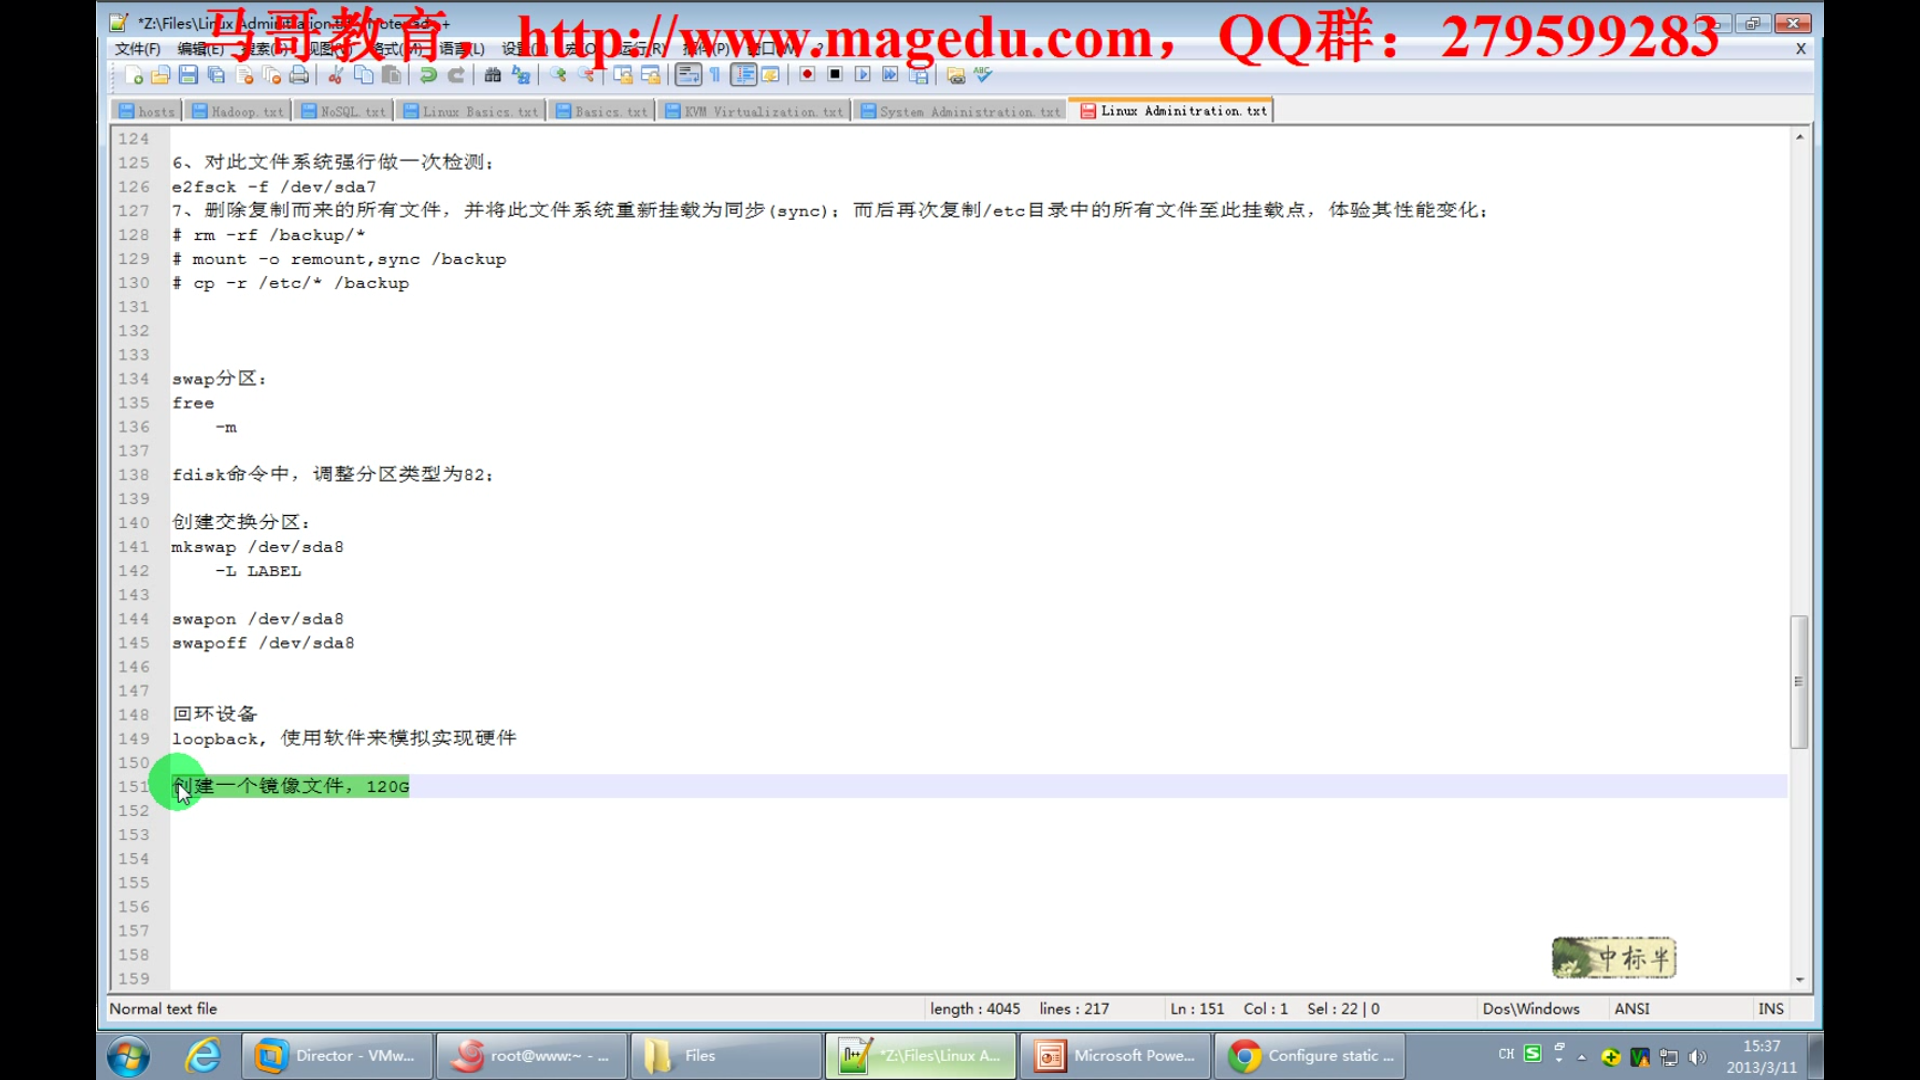 *Z:\Files\Linux Adminitration.txt - Notepad++
马哥教育，http://www.magedu.com，QQ群：279599283
文件(F) 编辑(E) 搜索(S) 视图(V) 格式(M) 语言(L) 设置(T) 宏(O) 运行(R) 插件(P) 窗口(W) ? X
hosts Hadoop.txt NoSQL.txt Linux Basics.txt Basics.txt KVM Virtualization.txt System Administration.txt Linux Adminitration.txt
124
125 6、对此文件系统强行做一次检测；
126 e2fsck -f /dev/sda7
127 7、删除复制而来的所有文件，并将此文件系统重新挂载为同步(sync)；而后再次复制/etc目录中的所有文件至此挂载点，体验其性能变化；
128 # rm -rf /backup/*
129 # mount -o remount,sync /backup
130 # cp -r /etc/* /backup
131
132
133
134 swap分区：
135 free
136 -m
137
138 fdisk命令中，调整分区类型为82；
139
140 创建交换分区：
141 mkswap /dev/sda8
142 -L LABEL
143
144 swapon /dev/sda8
145 swapoff /dev/sda8
146
147
148 回环设备
149 loopback, 使用软件来模拟实现硬件
150
151 创建一个镜像文件，120G
152
153
154
155
156
157
158
159
中标半
Normal text file length : 4045 lines : 217 Ln : 151 Col : 1 Sel : 22 | 0 Dos\Windows ANSI INS
Director - VMw... root@www:~ - ... Files *Z:\Files\Linux A... Microsoft Powe... Configure static ... CH 15:37
2013/3/11